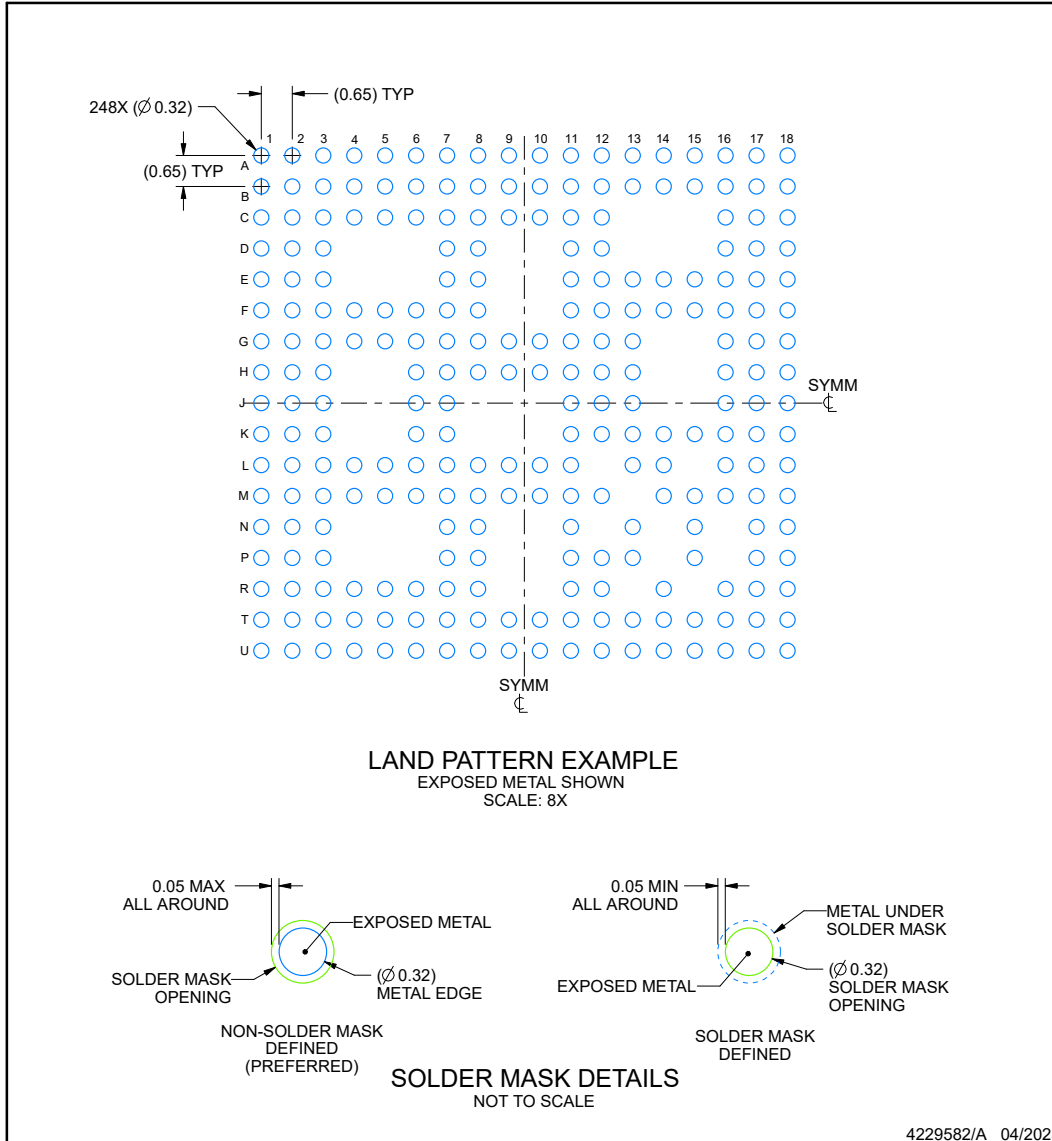 (0.65) TYP
248X (∅ 0.32)
1 2 3 4 5 6 7 8 9 10 11 12 13 14 15 16 17 18
A
(0.65) TYP
B
C
D
E
F
G
H
SYMM
J
℄
K
L
M
N
P
R
T
U
SYMM
℄
LAND PATTERN EXAMPLE
EXPOSED METAL SHOWN
SCALE: 8X
0.05 MAX
ALL AROUND
EXPOSED METAL
SOLDER MASK
OPENING
(∅ 0.32)
METAL EDGE
NON-SOLDER MASK
DEFINED
(PREFERRED)
0.05 MIN
ALL AROUND
METAL UNDER
SOLDER MASK
EXPOSED METAL
(∅ 0.32)
SOLDER MASK
OPENING
SOLDER MASK
DEFINED
SOLDER MASK DETAILS
NOT TO SCALE
4229582/A 04/202